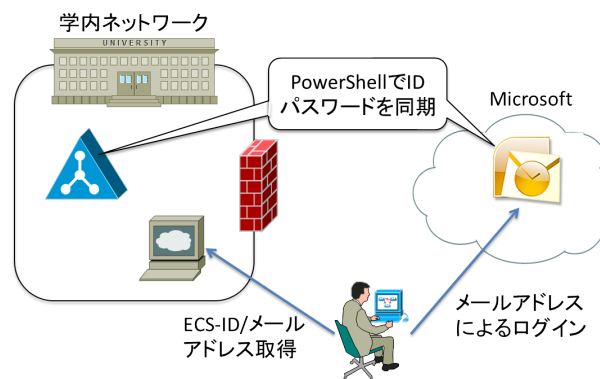 学内ネットワーク
UNIVERSITY
PowerShellでID
パスワードを同期
Microsoft
ECS-ID/メール
アドレス取得
メールアドレス
によるログイン